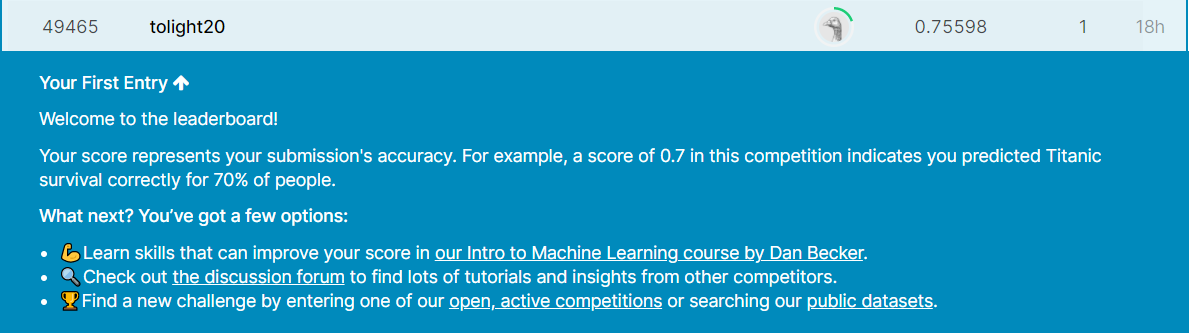 49465 tolight20 0.75598 1 18h
Your First Entry
Welcome to the leaderboard!
Your score represents your submission's accuracy. For example, a score of 0.7 in this competition indicates you predicted Titanic
survival correctly for 70% of people.
What next? You’ve got a few options:
• 💪Learn skills that can improve your score in our Intro to Machine Learning course by Dan Becker.
• 🔍Check out the discussion forum to find lots of tutorials and insights from other competitors.
• 🏆Find a new challenge by entering one of our open, active competitions or searching our public datasets.